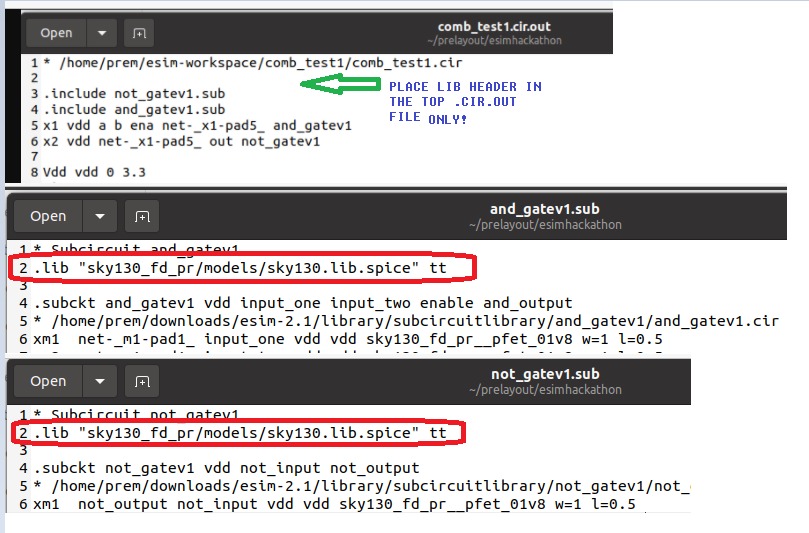 Open
comb_test1.cir.out
~/prelayout/esimhackathon
1 * /home/prem/esim-workspace/comb_test1/comb_test1.cir
2
3 .include not_gatev1.sub
4 .include and_gatev1.sub
5 x1 vdd a b ena net-_x1-pad5_ and_gatev1
6 x2 vdd net-_x1-pad5_ out not_gatev1
7
8 Vdd vdd 0 3.3
PLACE LIB HEADER IN
THE TOP .CIR.OUT
FILE ONLY!
Open
and_gatev1.sub
~/prelayout/esimhackathon
1 * Subcircuit and_gatev1
2 .lib "sky130_fd_pr/models/sky130.lib.spice" tt
3
4 .subckt and_gatev1 vdd input_one input_two enable and_output
5 * /home/prem/downloads/esim-2.1/library/subcircuitlibrary/and_gatev1/and_gatev1.cir
6 xm1 net-_m1-pad1_ input_one vdd vdd sky130_fd_pr__pfet_01v8 w=1 l=0.5
Open
not_gatev1.sub
~/prelayout/esimhackathon
1 * Subcircuit not_gatev1
2 .lib "sky130_fd_pr/models/sky130.lib.spice" tt
3
4 .subckt not_gatev1 vdd not_input not_output
5 * /home/prem/downloads/esim-2.1/library/subcircuitlibrary/not_gatev1/not_
6 xm1 not_output not_input vdd vdd sky130_fd_pr__pfet_01v8 w=1 l=0.5